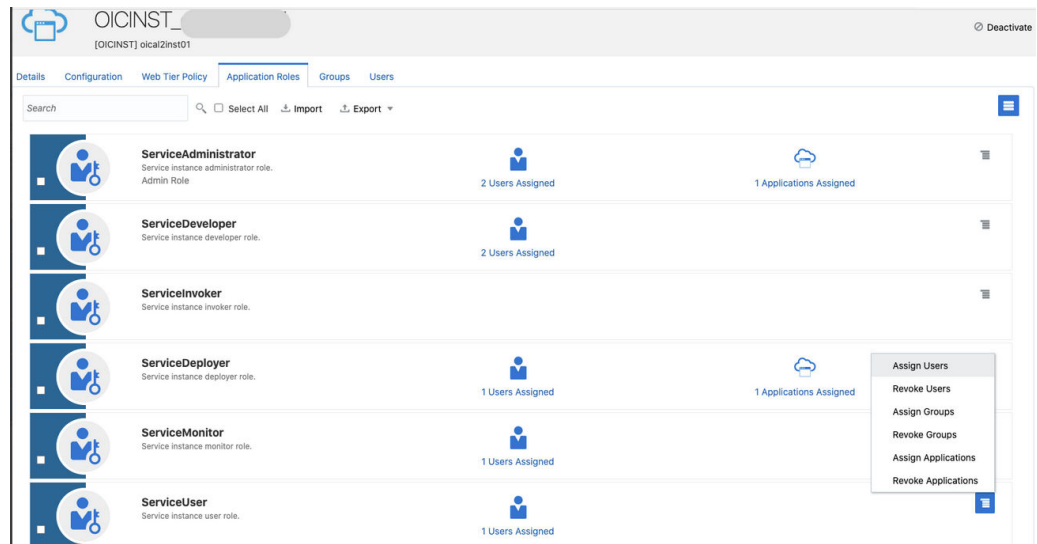 OICINST_
[OICINST] oical2inst01
Deactivate
Details Configuration Web Tier Policy Application Roles Groups Users
Search Select All Import Export
ServiceAdministrator
Service instance administrator role.
Admin Role
2 Users Assigned
1 Applications Assigned
ServiceDeveloper
Service instance developer role.
2 Users Assigned
ServiceInvoker
Service instance invoker role.
ServiceDeployer
Service instance deployer role.
1 Users Assigned
1 Applications Assigned
ServiceMonitor
Service instance monitor role.
1 Users Assigned
ServiceUser
Service instance user role.
1 Users Assigned
Assign Users
Revoke Users
Assign Groups
Revoke Groups
Assign Applications
Revoke Applications